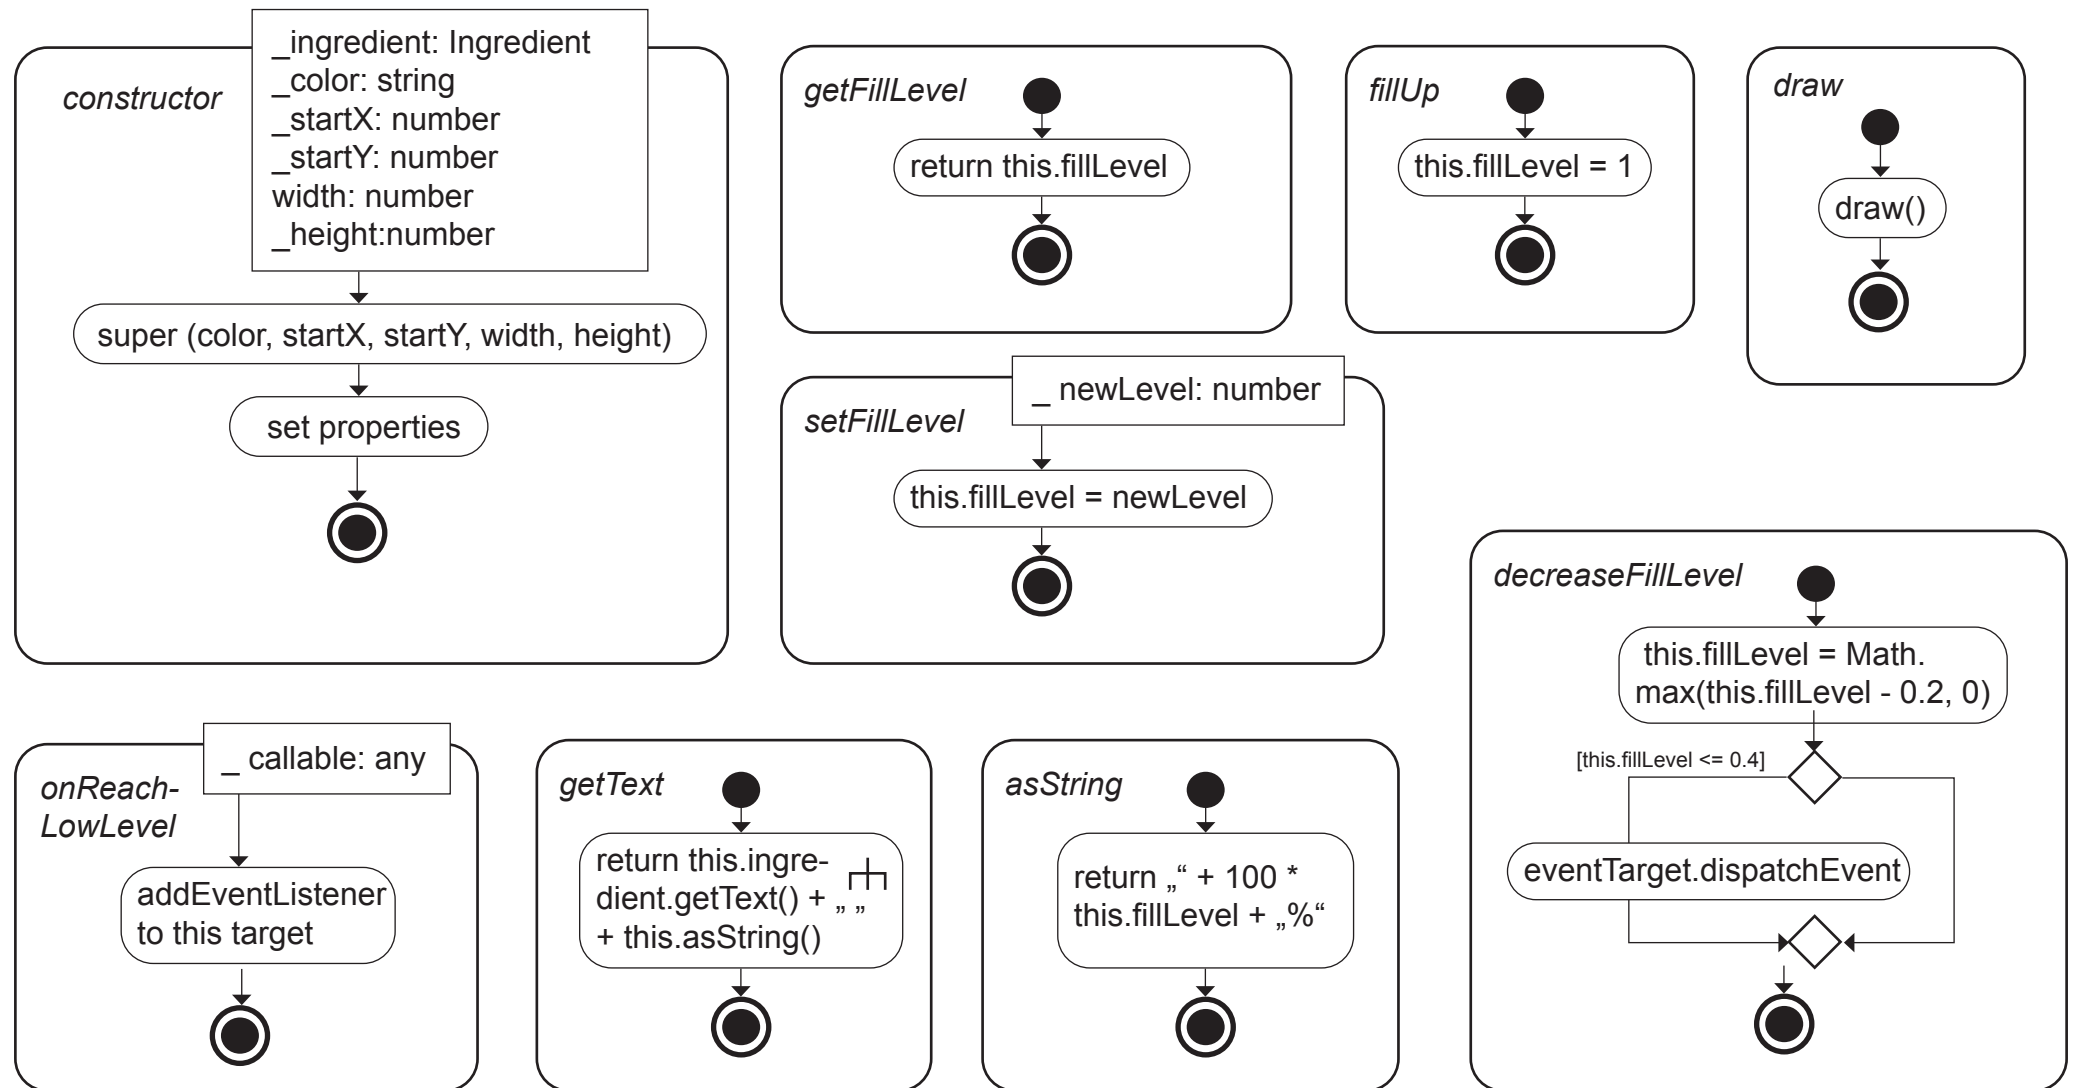 constructor
_ingredient: Ingredient
_color: string
_startX: number
_startY: number
width: number
_height:number
super (color, startX, startY, width, height)
set properties
getFillLevel
return this.fillLevel
fillUp
this.fillLevel = 1
draw
draw()
setFillLevel
_ newLevel: number
this.fillLevel = newLevel
decreaseFillLevel
this.fillLevel = Math.
max(this.fillLevel - 0.2, 0)
[this.fillLevel <= 0.4]
eventTarget.dispatchEvent
onReach-
LowLevel
_ callable: any
addEventListener
to this target
getText
return this.ingre-
dient.getText() + „ „
+ this.asString()
asString
return „“ + 100 *
this.fillLevel + „%“